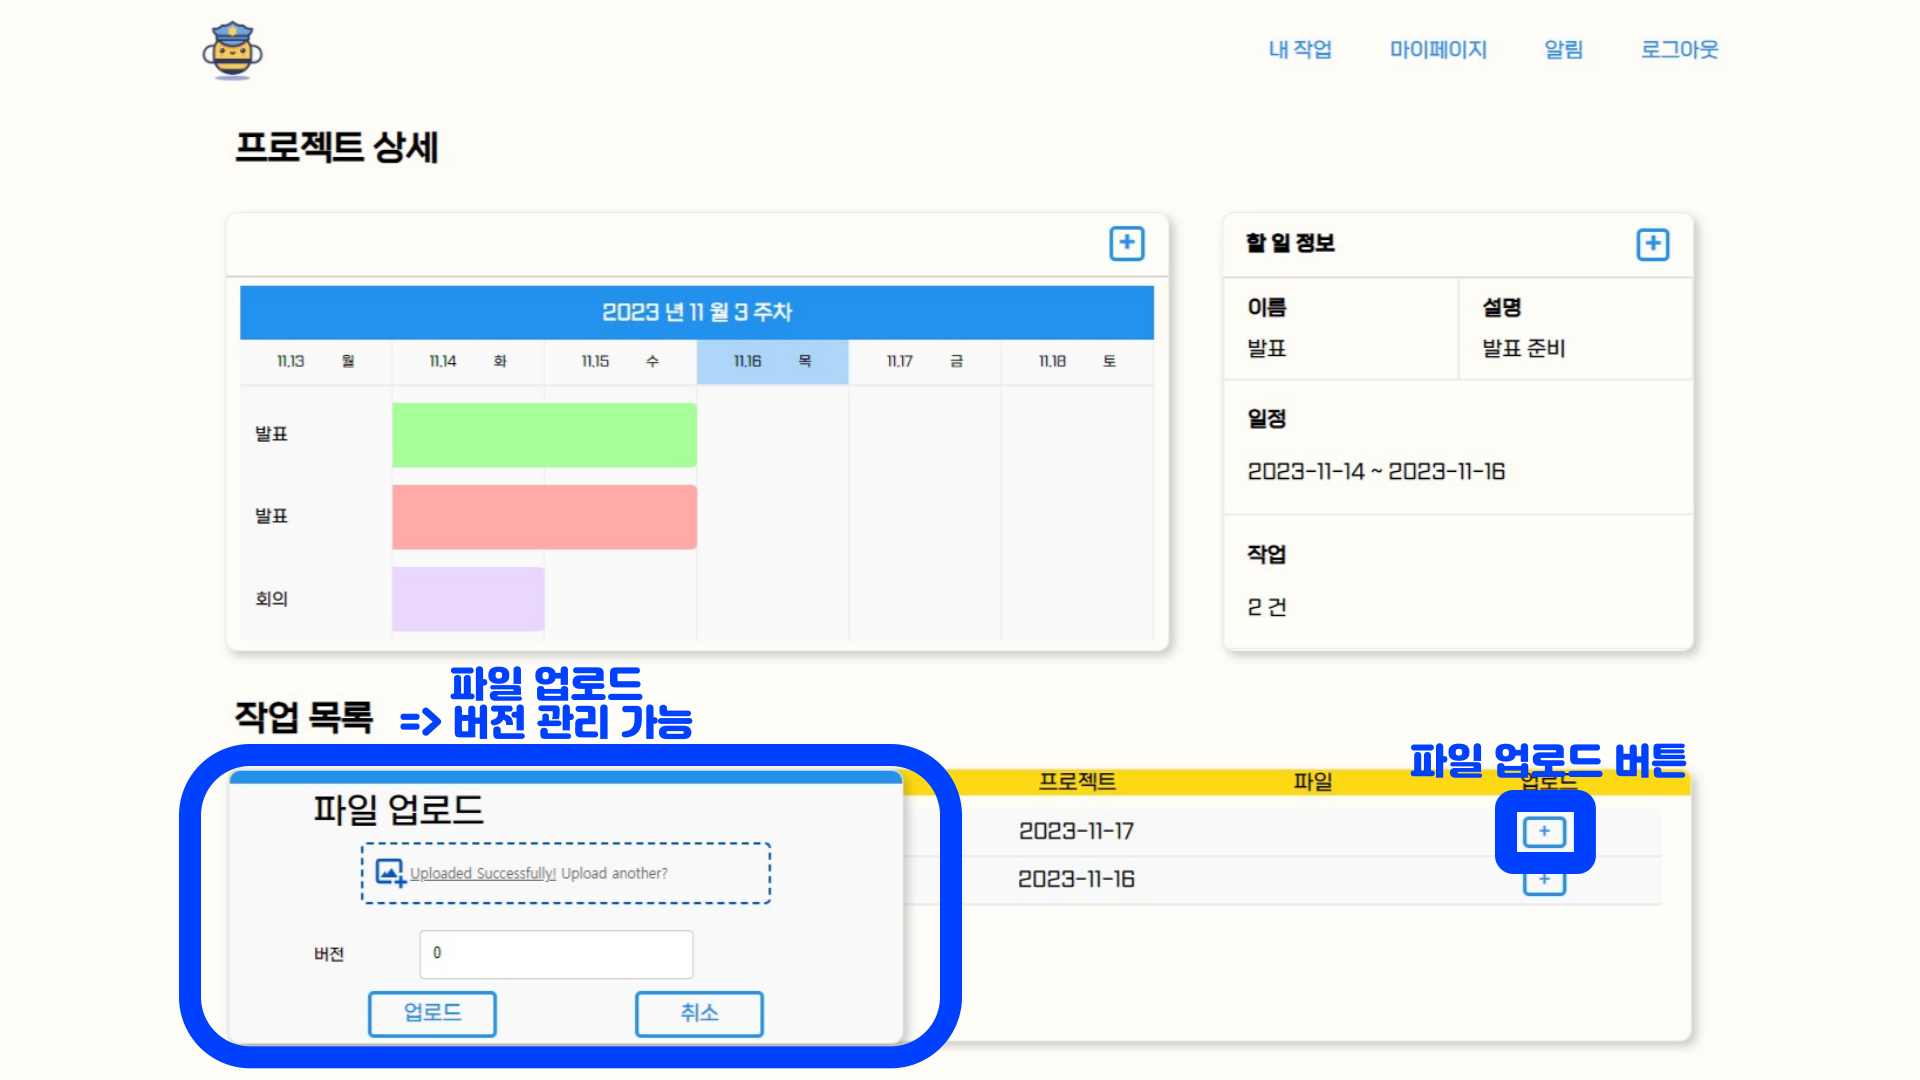 내 작업 마이페이지 알림 로그아웃
프로젝트 상세
+
2023 년 11 월 3 주차
11.13 월 11.14 화 11.15 수 11.16 목 11.17 금 11.18 토
발표
발표
회의
할 일 정보 +
이름 설명
발표 발표 준비
일정
2023-11-14 ~ 2023-11-16
작업
2 건
작업 목록
파일 업로드
=> 버전 관리 가능
파일 업로드 버튼
프로젝트 파일 업로드
2023-11-17 +
2023-11-16 +
파일 업로드
Uploaded Successfully! Upload another?
버전 0
업로드 취소